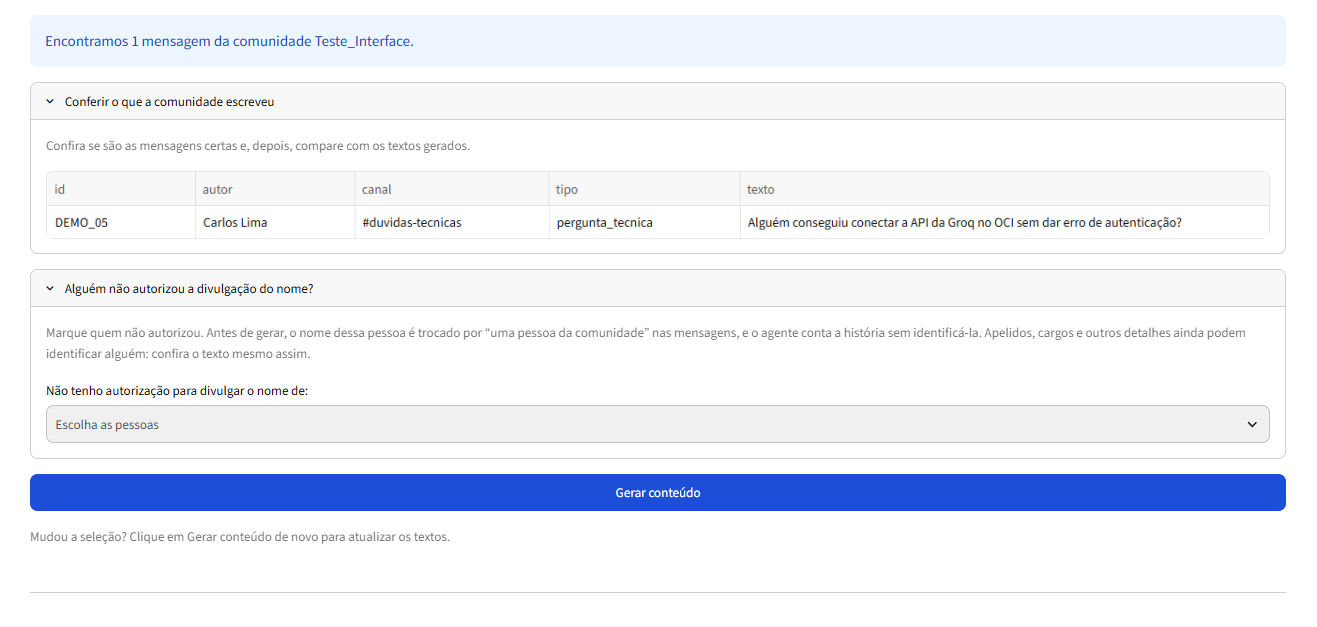 Encontramos 1 mensagem da comunidade Teste_Interface.
Conferir o que a comunidade escreveu
Confira se são as mensagens certas e, depois, compare com os textos gerados.
id autor canal tipo texto
DEMO_05 Carlos Lima #duvidas-tecnicas pergunta_tecnica Alguém conseguiu conectar a API da Groq no OCI sem dar erro de autenticação?
Alguém não autorizou a divulgação do nome?
Marque quem não autorizou. Antes de gerar, o nome dessa pessoa é trocado por “uma pessoa da comunidade” nas mensagens, e o agente conta a história sem identificá-la. Apelidos, cargos e outros detalhes ainda podem
identificar alguém: confira o texto mesmo assim.
Não tenho autorização para divulgar o nome de:
Escolha as pessoas
Gerar conteúdo
Mudou a seleção? Clique em Gerar conteúdo de novo para atualizar os textos.